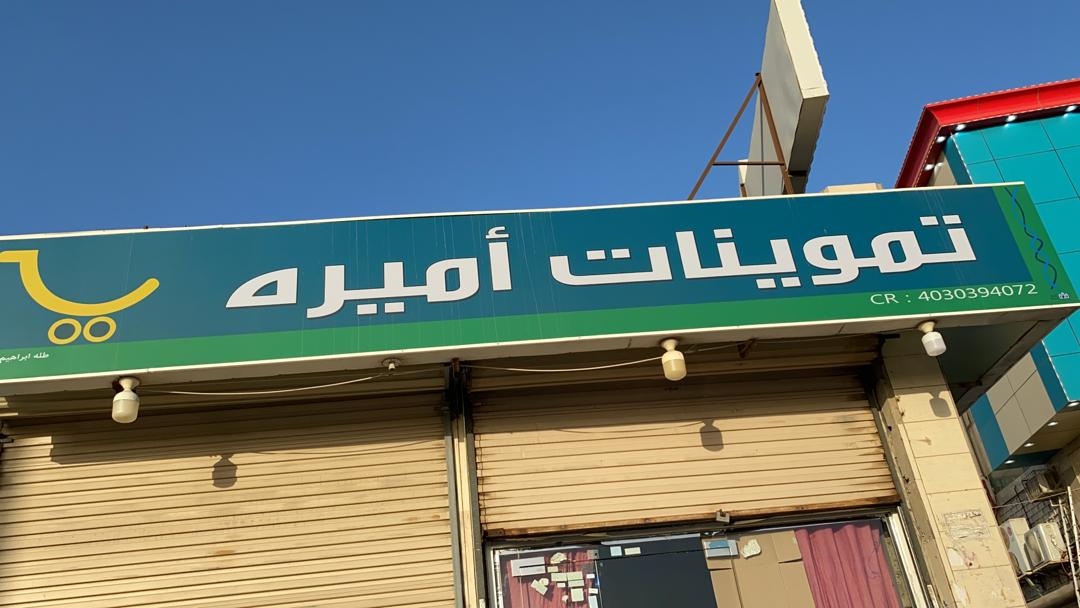 تموينات أميره
CR : 4030394072
طله ابراهيم